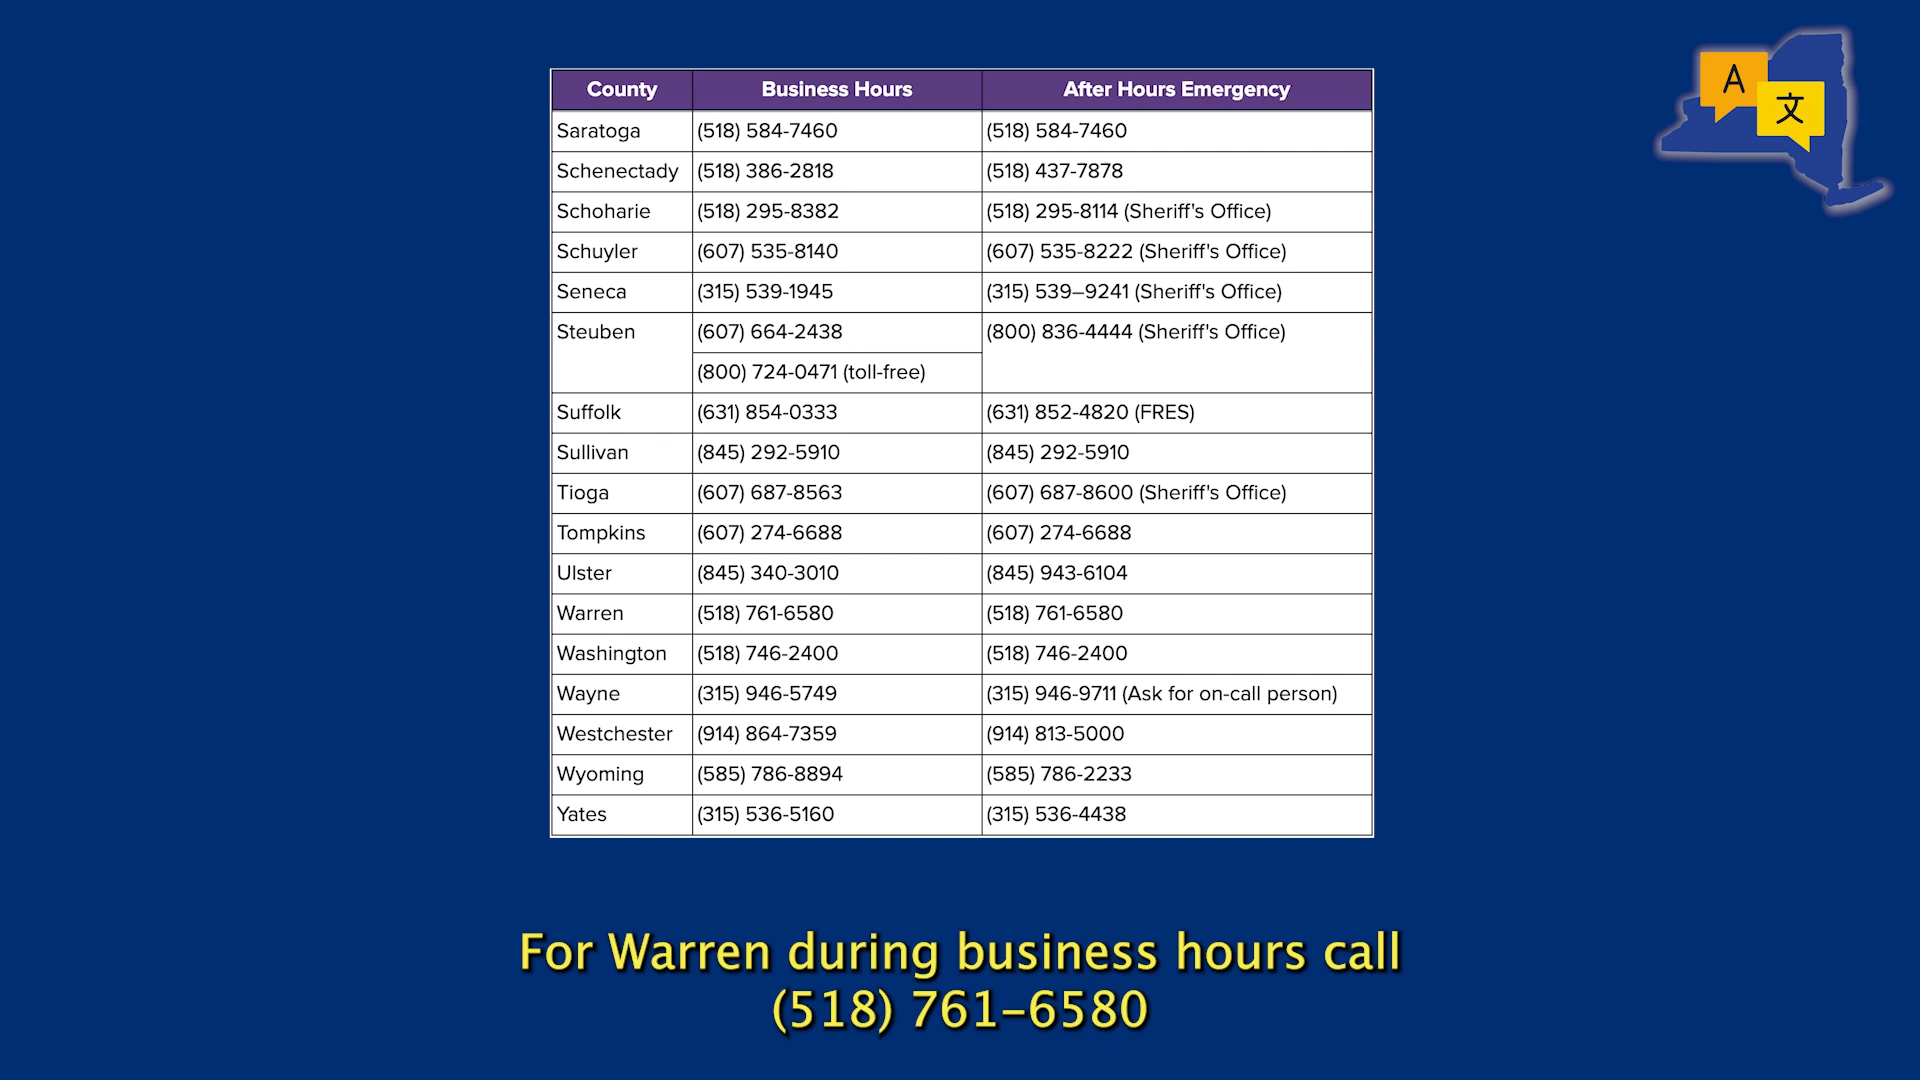 County Business Hours After Hours Emergency
Saratoga (518) 584-7460 (518) 584-7460
Schenectady (518) 386-2818 (518) 437-7878
Schoharie (518) 295-8382 (518) 295-8114 (Sheriff's Office)
Schuyler (607) 535-8140 (607) 535-8222 (Sheriff's Office)
Seneca (315) 539-1945 (315) 539–9241 (Sheriff's Office)
Steuben (607) 664-2438 (800) 836-4444 (Sheriff's Office)
(800) 724-0471 (toll-free)
Suffolk (631) 854-0333 (631) 852-4820 (FRES)
Sullivan (845) 292-5910 (845) 292-5910
Tioga (607) 687-8563 (607) 687-8600 (Sheriff's Office)
Tompkins (607) 274-6688 (607) 274-6688
Ulster (845) 340-3010 (845) 943-6104
Warren (518) 761-6580 (518) 761-6580
Washington (518) 746-2400 (518) 746-2400
Wayne (315) 946-5749 (315) 946-9711 (Ask for on-call person)
Westchester (914) 864-7359 (914) 813-5000
Wyoming (585) 786-8894 (585) 786-2233
Yates (315) 536-5160 (315) 536-4438
A
文
For Warren during business hours call
(518) 761-6580